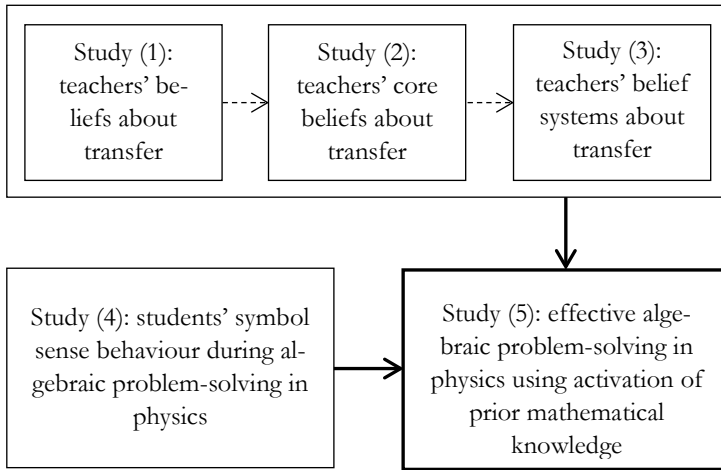 Study (1):
teachers’ be-
liefs about
transfer
Study (2):
teachers’ core
beliefs about
transfer
Study (3):
teachers’ belief
systems about
transfer
Study (4): students’ symbol
sense behaviour during al-
gebraic problem-solving in
physics
Study (5): effective alge-
braic problem-solving in
physics using activation of
prior mathematical
knowledge